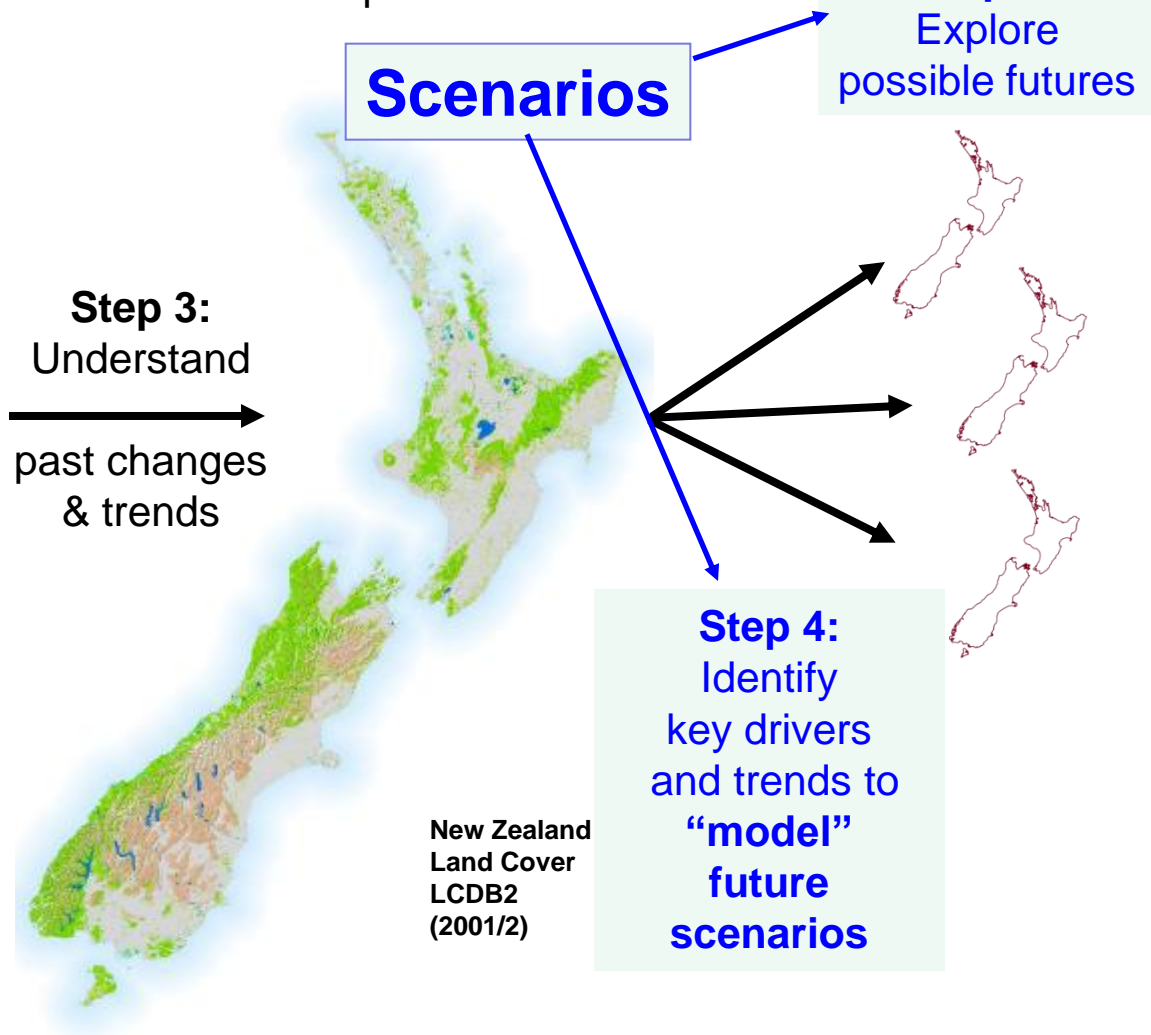 Explore
possible futures
Scenarios
Step 3:
Understand
past changes
& trends
Step 4:
Identify
key drivers
and trends to
“model”
future
scenarios
New Zealand
Land Cover
LCDB2
(2001/2)